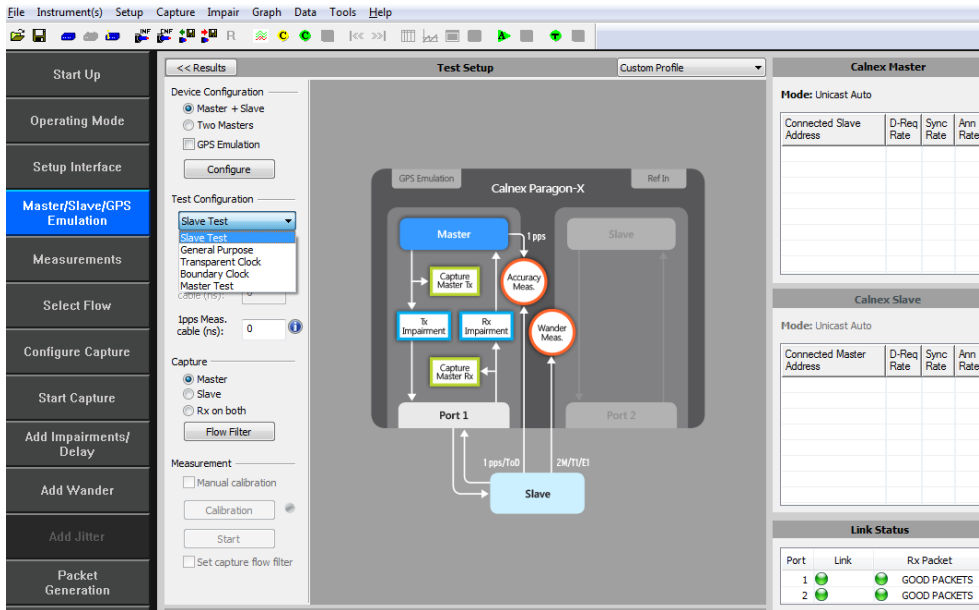 File Instrument(s) Setup Capture Impair Graph Data Tools Help
Start Up
Operating Mode
Setup Interface
Master/Slave/GPS
Emulation
Measurements
Select Flow
Configure Capture
Start Capture
Add Impairments/
Delay
Add Wander
Add Jitter
Packet
Generation
<< Results
Test Setup
Custom Profile
Device Configuration
Master + Slave
Two Masters
GPS Emulation
Configure
Test Configuration
Slave Test
Slave Test
General Purpose
Transparent Clock
Boundary Clock
Master Test
cable (ns): 0
1pps Meas.
cable (ns): 0
Capture
Master
Slave
Rx on both
Flow Filter
Measurement
Manual calibration
Calibration
Start
Set capture flow filter
GPS Emulation
Calnex Paragon-X
Ref In
Master
1 pps
Slave
Capture
Master Tx
Accuracy
Meas.
Tx
Impairment
Rx
Impairment
Wander
Meas.
Capture
Master Rx
Port 1
Port 2
1 pps/ToD
2M/T1/E1
Slave
Calnex Master
Mode: Unicast Auto
Connected Slave
Address
D-Req
Rate
Sync
Rate
Ann
Rate
Calnex Slave
Mode: Unicast Auto
Connected Master
Address
D-Req
Rate
Sync
Rate
Ann
Rate
Link Status
Port Link Rx Packet
1 GOOD PACKETS
2 GOOD PACKETS